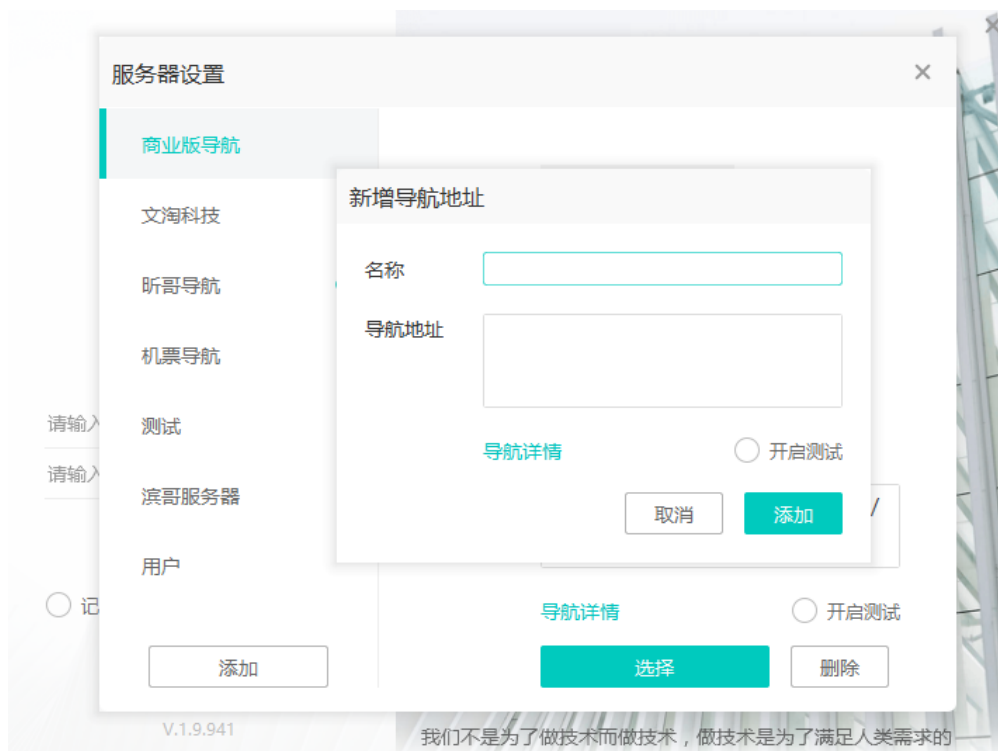 服务器设置
商业版导航
文淘科技
昕哥导航
机票导航
测试
滨哥服务器
用户
添加
新增导航地址
名称
导航地址
导航详情
开启测试
取消
添加
/
导航详情
开启测试
选择
删除
请输入
请输入
记
V.1.9.941
我们不是为了做技术而做技术，做技术是为了满足人类需求的